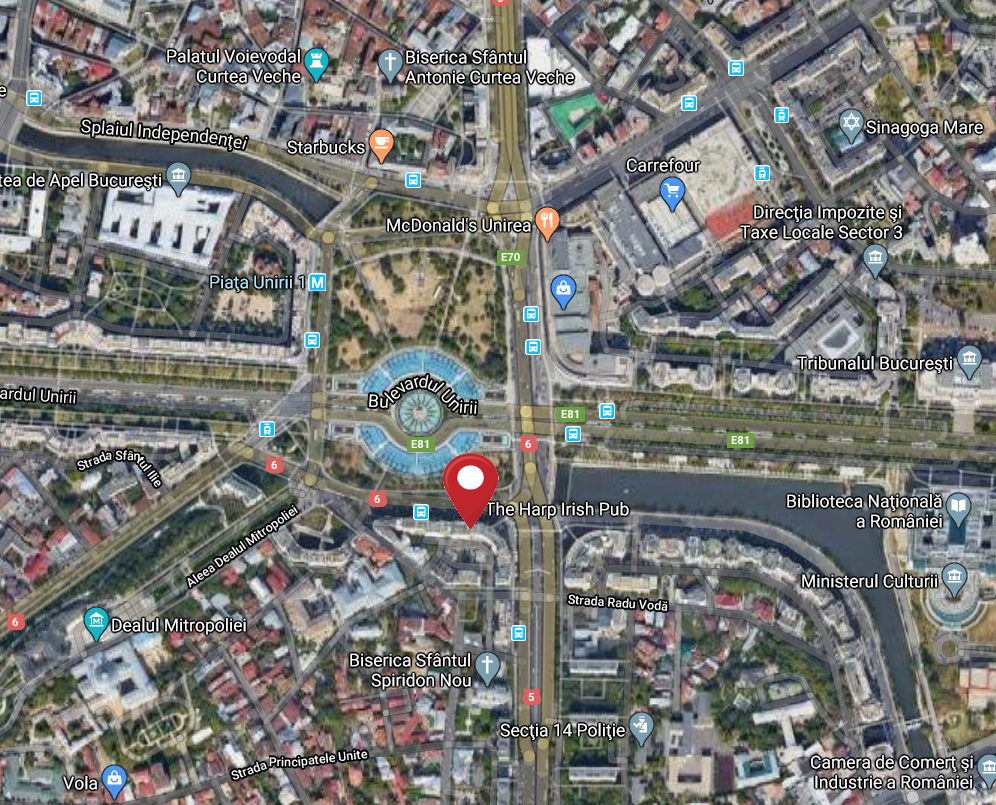 6
Palatul Voievodal
Curtea Veche
Biserica Sfântul
Antonie Curtea Veche
e
Splaiul Independenței
Starbucks
Sinagoga Mare
Carrefour
tea de Apel București
McDonald's Unirea
Direcția Impozite și
Taxe Locale Sector 3
E70
Piața Unirii 1
M
Tribunalul București
ardul Unirii
Bulevardul Unirii
E81
E81
E81
6
Strada Sfântul Ilie
6
6
The Harp Irish Pub
Biblioteca Națională
a României
Aleea Dealul Mitropoliei
Ministerul Culturii
Strada Radu Vodă
6
Dealul Mitropoliei
Biserica Sfântul
Spiridon Nou
5
Secția 14 Poliție
Strada Principatele Unite
Vola
Camera de Comerț și
Industrie a României